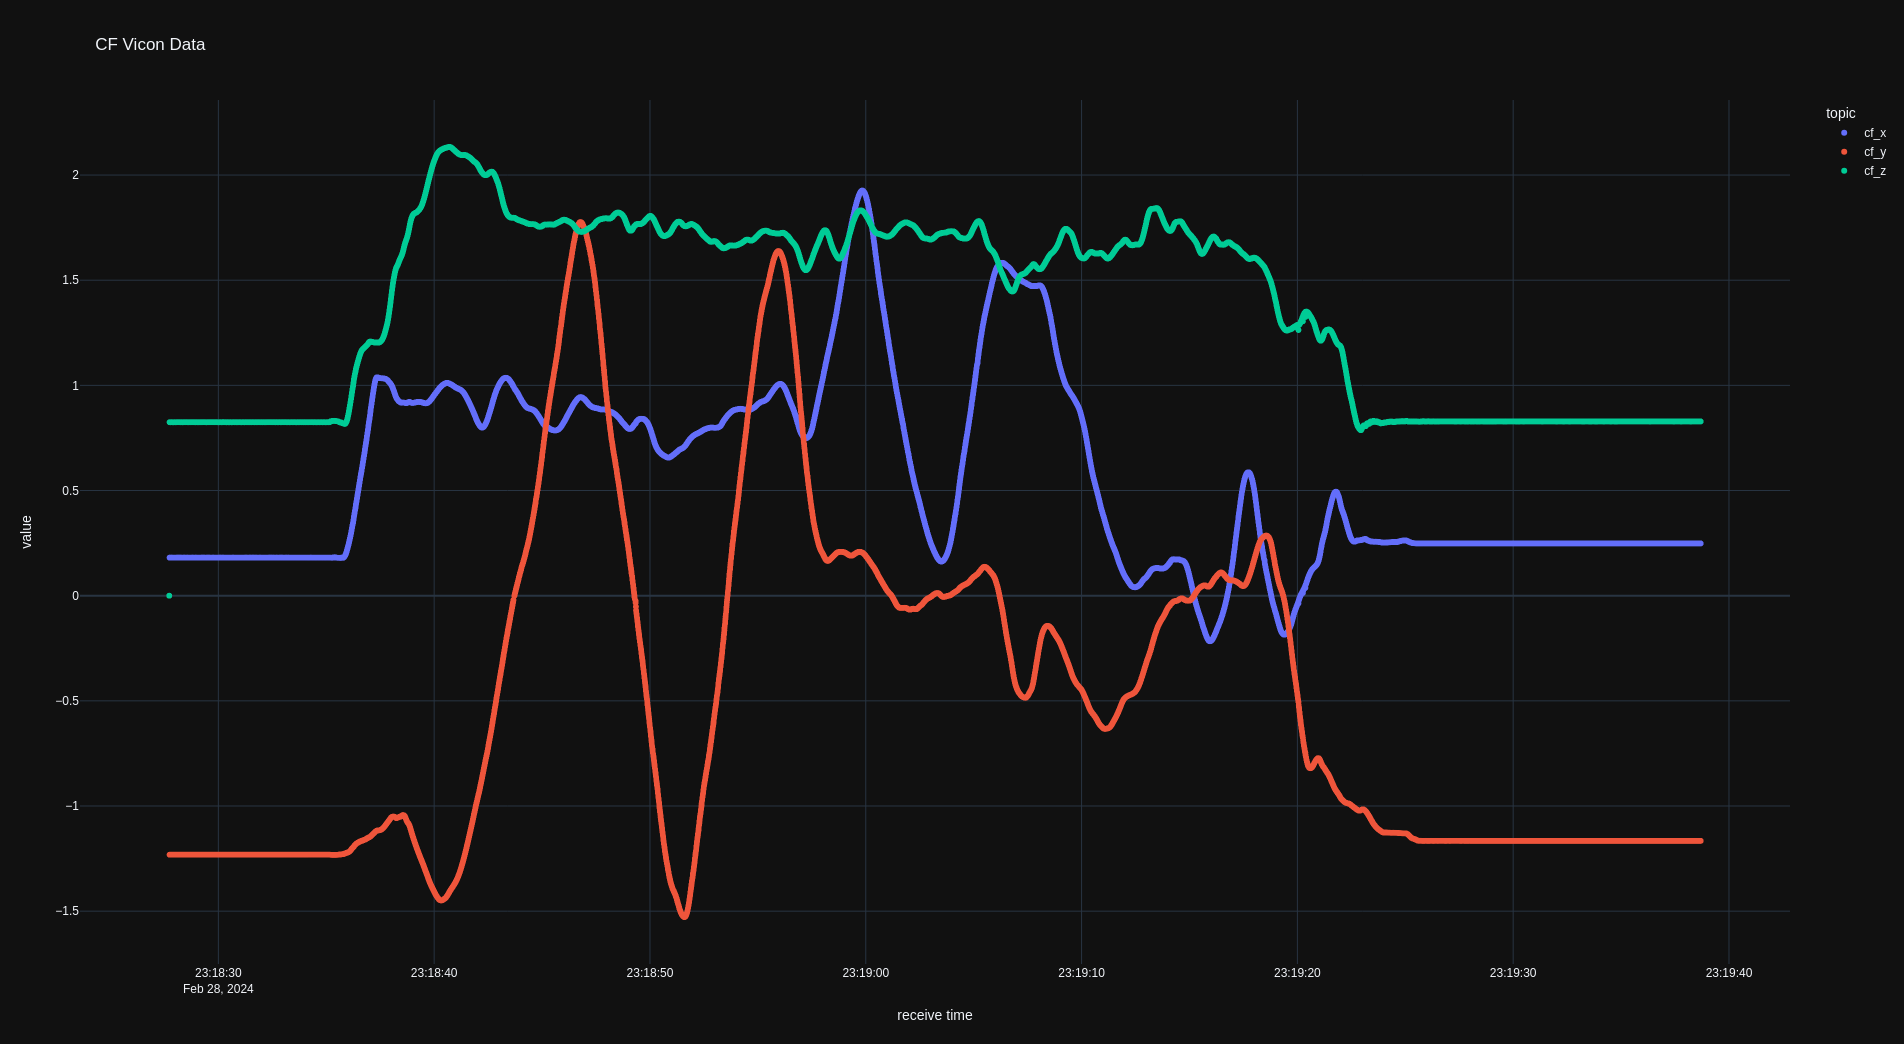 CF Vicon Data
topic
cf_x
cf_y
cf_z
2
1.5
1
0.5
0
−0.5
−1
−1.5
value
23:18:30
Feb 28, 2024
23:18:40
23:18:50
23:19:00
23:19:10
23:19:20
23:19:30
23:19:40
receive time